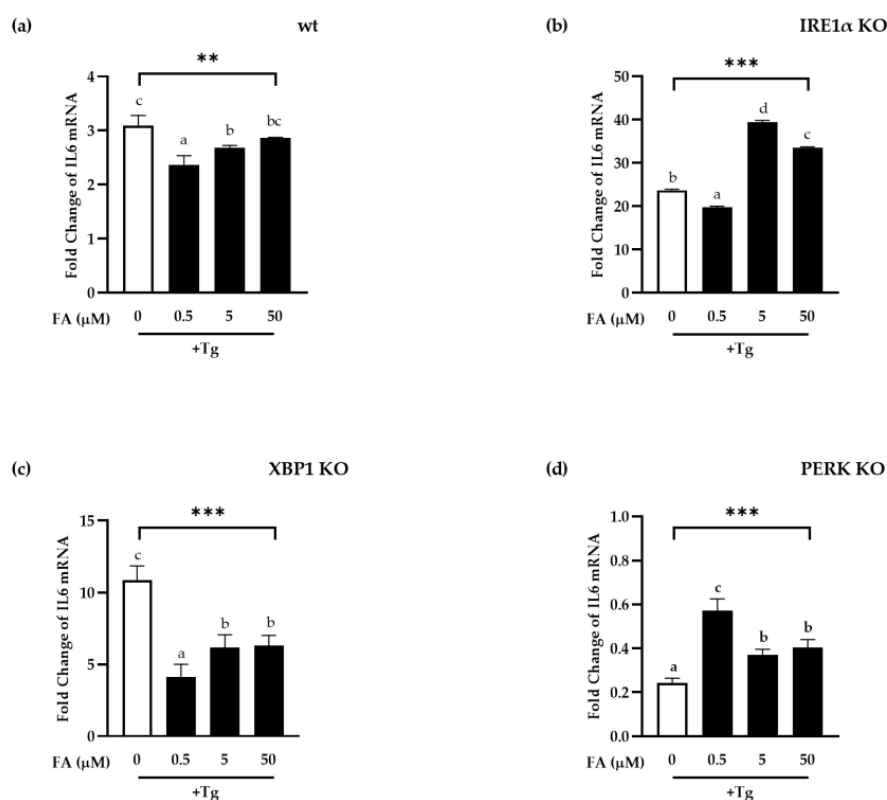 (a) wt
**
Fold Change of IL6 mRNA
4
3
2
1
0
c
a
b
bc
FA (μM) 0 0.5 5 50
+Tg
(b) IRE1α KO
***
Fold Change of IL6 mRNA
50
40
30
20
10
0
b
a
d
c
FA (μM) 0 0.5 5 50
+Tg
(c) XBP1 KO
***
Fold Change of IL6 mRNA
15
10
5
0
c
a
b
b
FA (μM) 0 0.5 5 50
+Tg
(d) PERK KO
***
Fold Change of IL6 mRNA
1.0
0.8
0.6
0.4
0.2
0.0
a
c
b
b
FA (μM) 0 0.5 5 50
+Tg